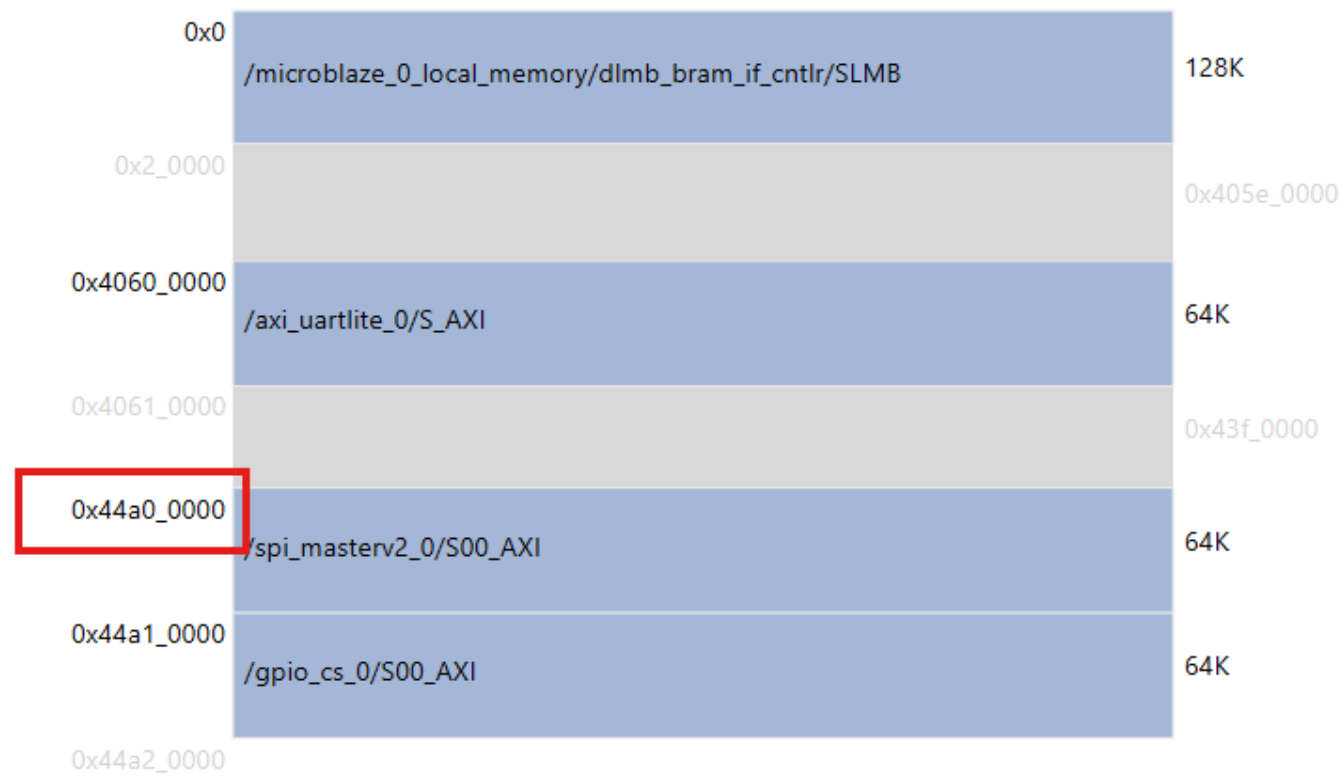 0x0
/microblaze_0_local_memory/dlmb_bram_if_cntlr/SLMB
128K
0x2_0000
0x405e_0000
0x4060_0000
/axi_uartlite_0/S_AXI
64K
0x4061_0000
0x43f_0000
0x44a0_0000
/spi_masterv2_0/S00_AXI
64K
0x44a1_0000
/gpio_cs_0/S00_AXI
64K
0x44a2_0000